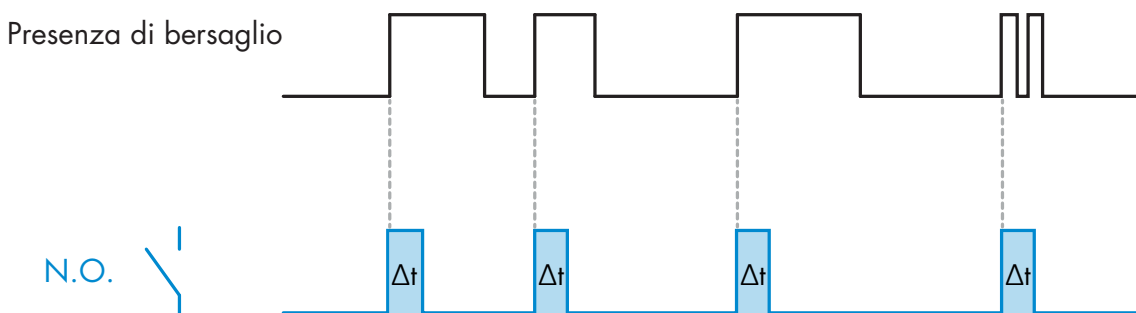 Presenza di bersaglio
N.O.
Δt Δt Δt Δt